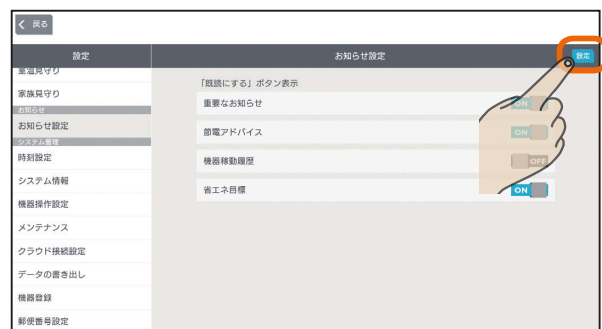 戻る
設定
お知らせ設定
設定
室温見守り
家族見守り
お知らせ
お知らせ設定
システム管理
時刻設定
システム情報
機器操作設定
メンテナンス
クラウド接続設定
データの書き出し
機器登録
郵便番号設定
「既読にする」ボタン表示
重要なお知らせ
ON
節電アドバイス
ON
機器稼動履歴
OFF
省エネ目標
ON